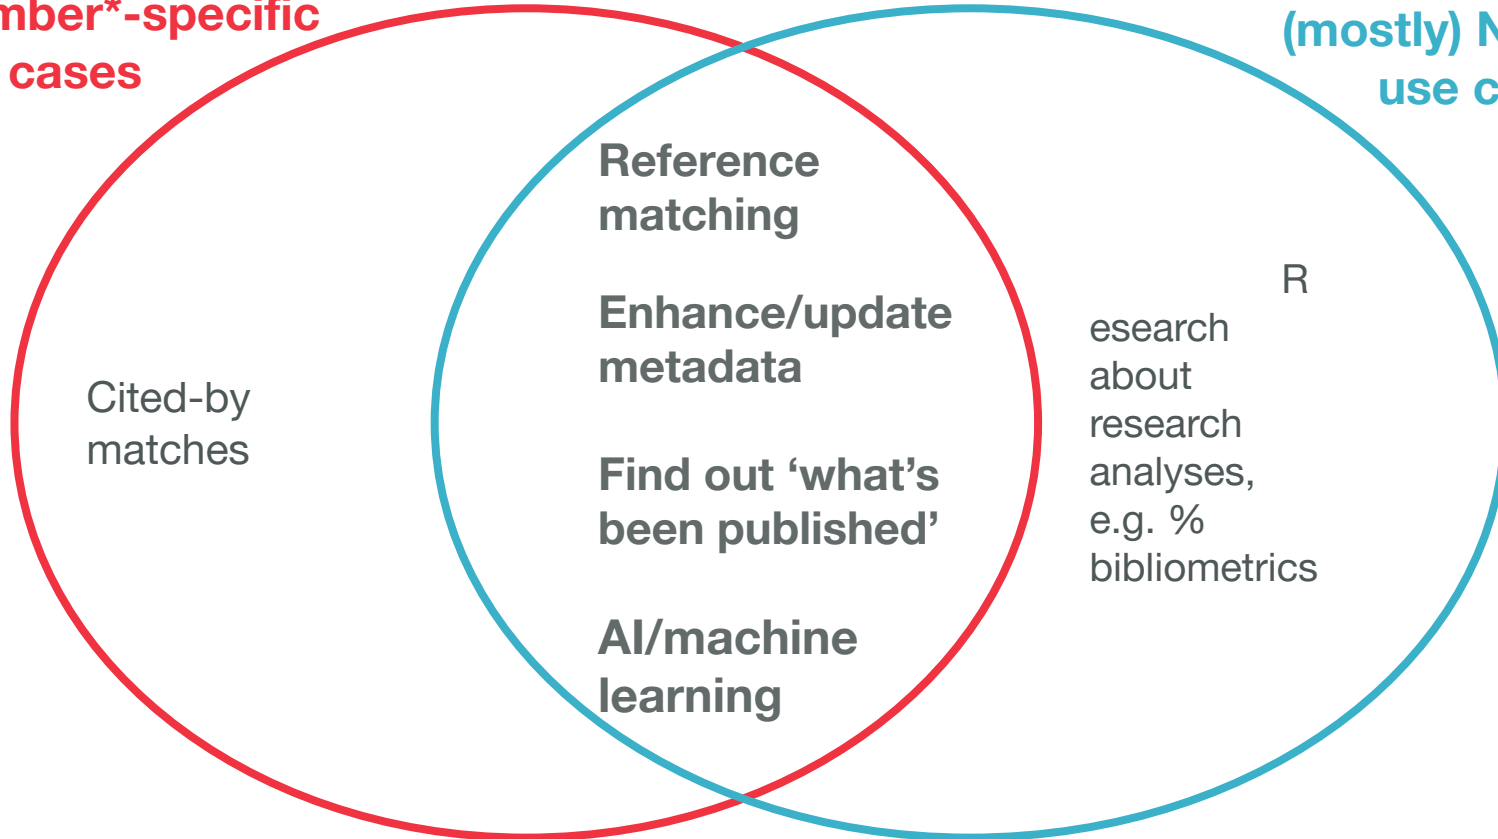 mber*-specific
cases
(mostly) N
use c
Reference
matching
Enhance/update
metadata
Find out ‘what’s
been published’
AI/machine
learning
Cited-by
matches
R
esearch
about
research
analyses,
e.g. %
bibliometrics